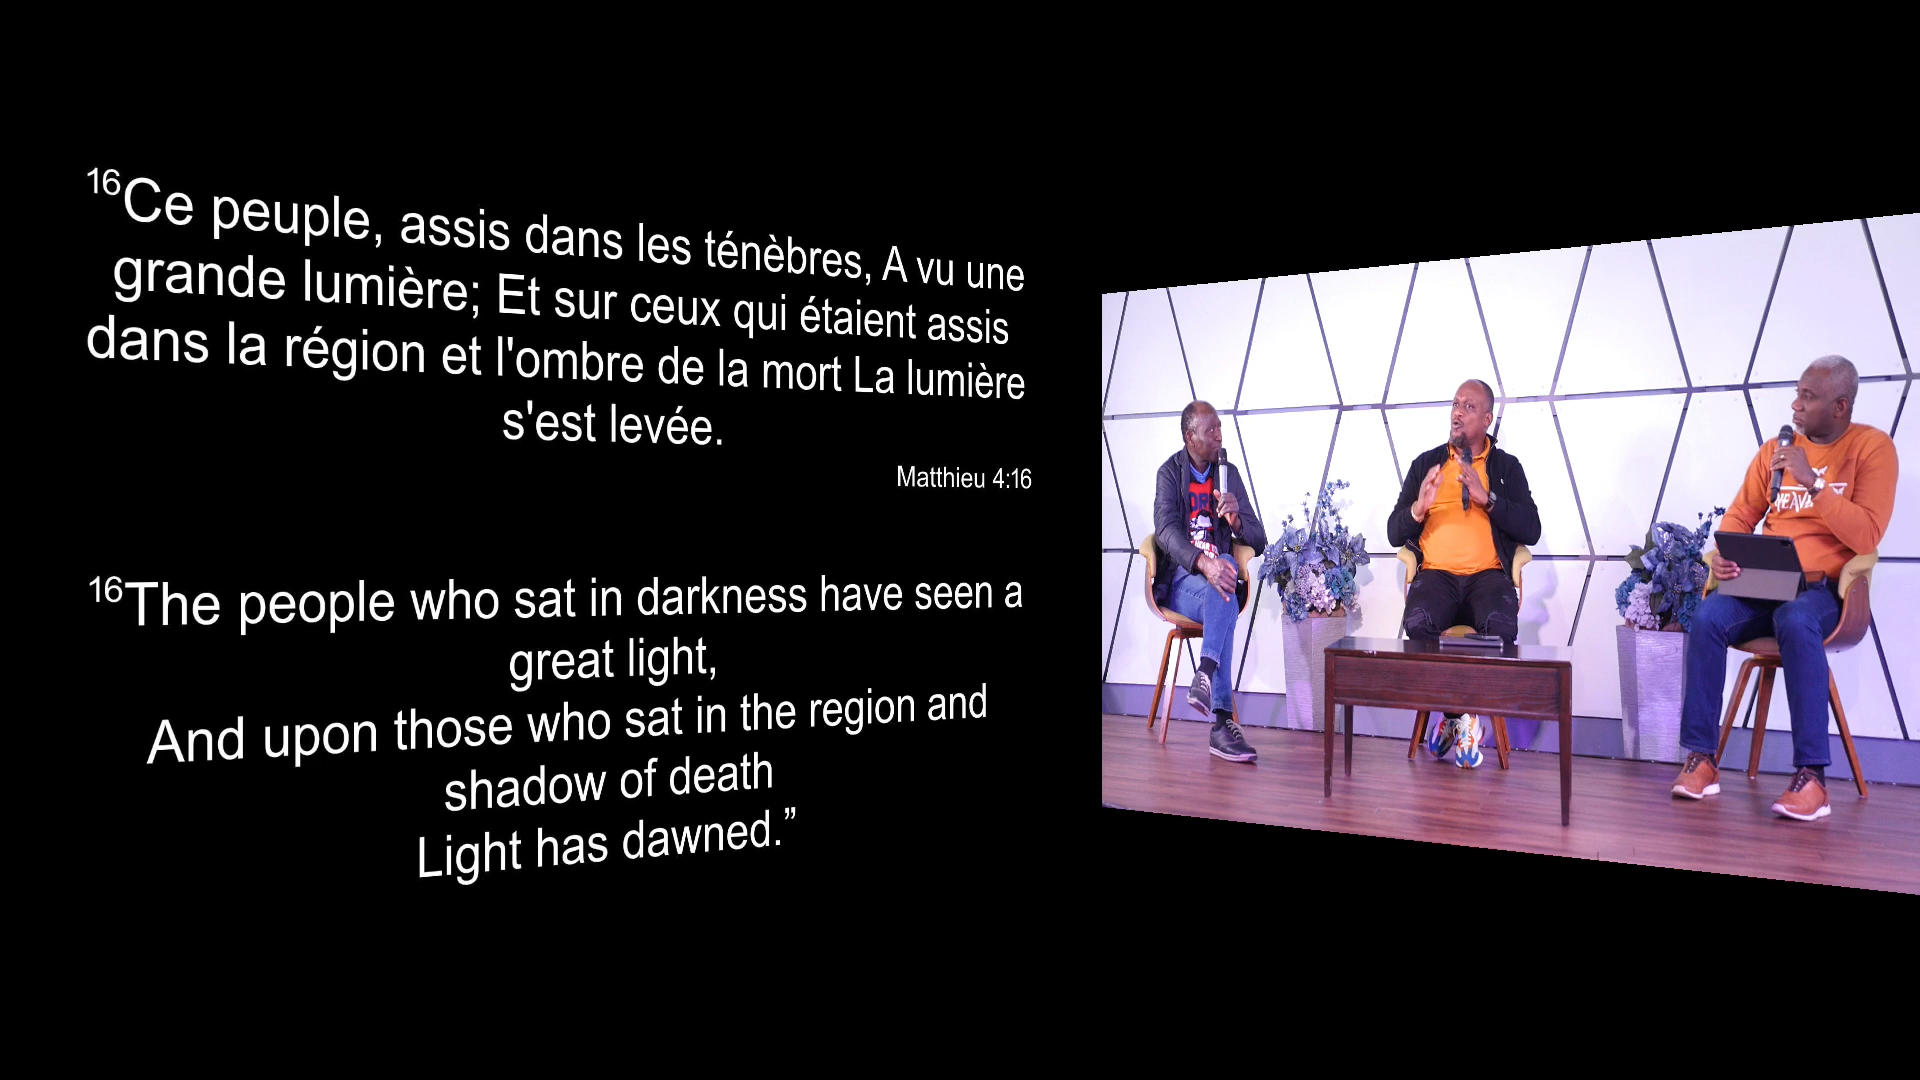 16Ce peuple, assis dans les ténèbres, A vu une
grande lumière; Et sur ceux qui étaient assis
dans la région et l'ombre de la mort La lumière
s'est levée.
Matthieu 4:16
16The people who sat in darkness have seen a
great light,
And upon those who sat in the region and
shadow of death
Light has dawned.”